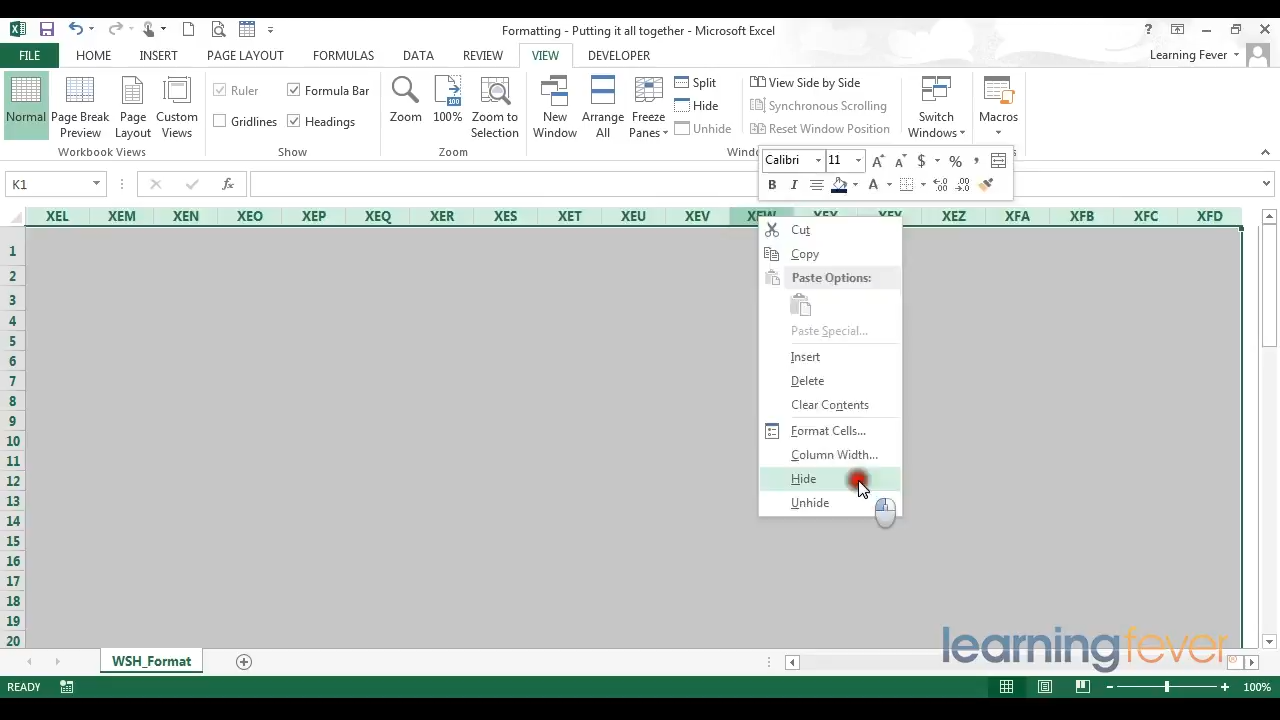 Formatting - Putting it all together - Microsoft Excel
FILE HOME INSERT PAGE LAYOUT FORMULAS DATA REVIEW VIEW DEVELOPER Learning Fever
Normal
Page Break
Preview
Page
Layout
Custom
Views
Workbook Views
Ruler
Formula Bar
Gridlines
Headings
Show
Zoom
100
100%
Zoom to
Selection
Zoom
New
Window
Arrange
All
Freeze
Panes
Split
Hide
Unhide
View Side by Side
Synchronous Scrolling
Reset Window Position
Switch
Windows
Macros
Calibri 11 A A $ % ,
B I A
K1
fx
XEL XEM XEN XEO XEP XEQ XER XES XET XEU XEV XEW XEX XEY XEZ XFA XFB XFC XFD
1
2
3
4
5
6
7
8
9
10
11
12
13
14
15
16
17
18
19
20
Cut
Copy
Paste Options:
Paste Special...
Insert
Delete
Clear Contents
Format Cells...
Column Width...
Hide
Unhide
learningfever
WSH_Format
READY
100%